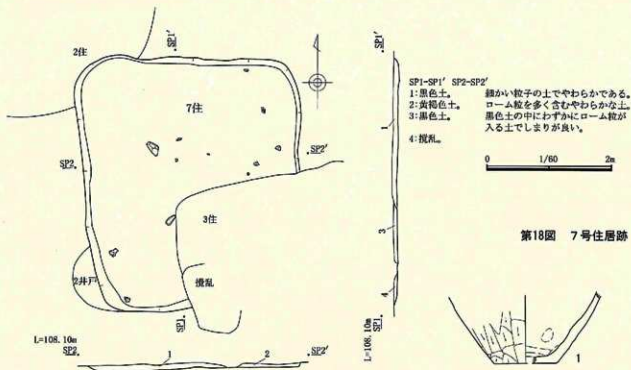 SP1'
2住
7住
SP2
SP2'
3住
2井戸
攪乱
SP1
L=108.10m
SP2
1
2
SP2'
SP1'
1
3
4
SP1
L=108.10m
SP1-SP1' SP2-SP2'
1:黒色土。 細かい粒子の土でやわらかである。
2:黄褐色土。 ローム粒を多く含むやわらかな土。
3:黒色土。 黒色土の中にわずかにローム粒が
入る土でしまりが良い。
4:攪乱。
0 1/60 2m
第18図 7号住居跡
1